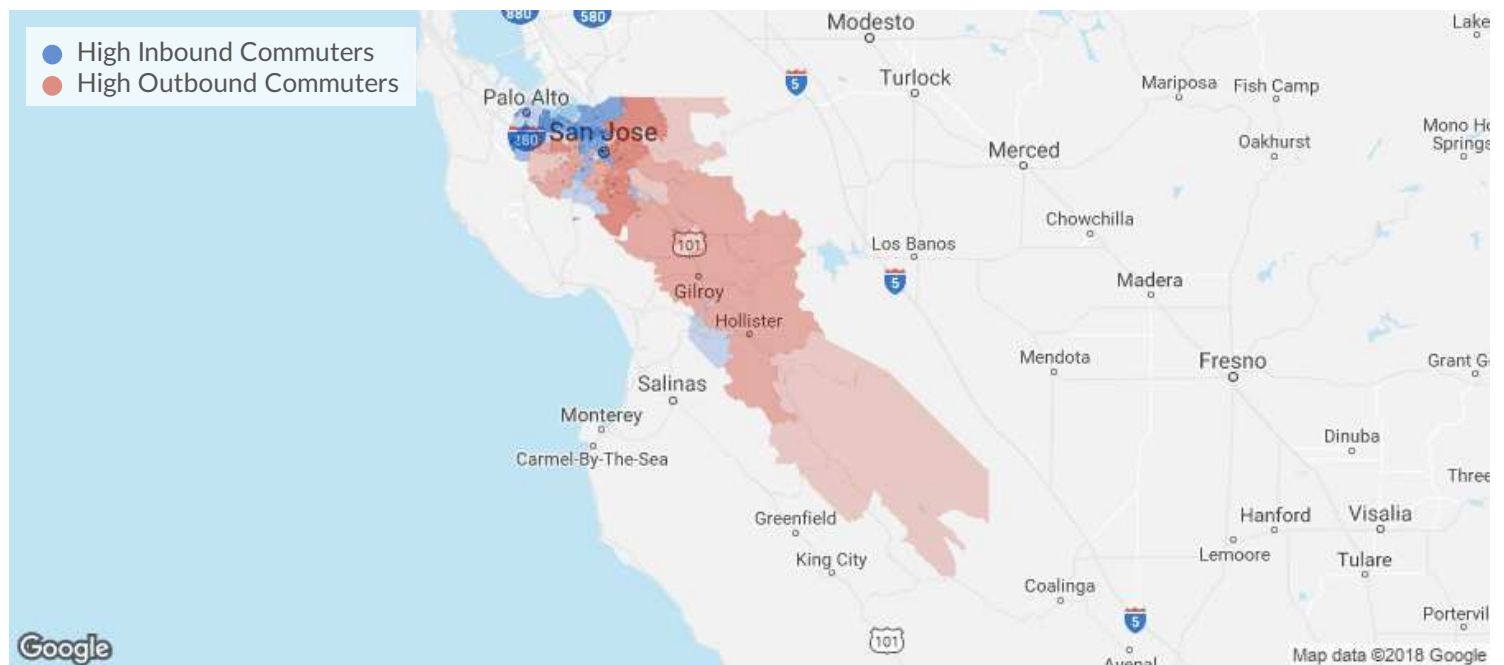 High Inbound Commuters
High Outbound Commuters
880
580
Modesto
Lake
Palo Alto
5
Turlock
Mariposa
Fish Camp
280
San Jose
Merced
Oakhurst
Mono Ho
Springs
Chowchilla
101
Los Banos
5
Madera
Gilroy
Hollister
Mendota
Fresno
Grant G
Salinas
Monterey
Carmel-By-The-Sea
Dinuba
Three
Greenfield
King City
Hanford
Visalia
Lemoore
Tulare
Coalinga
5
Portervil
101
Google
Avenal
Map data ©2018 Google